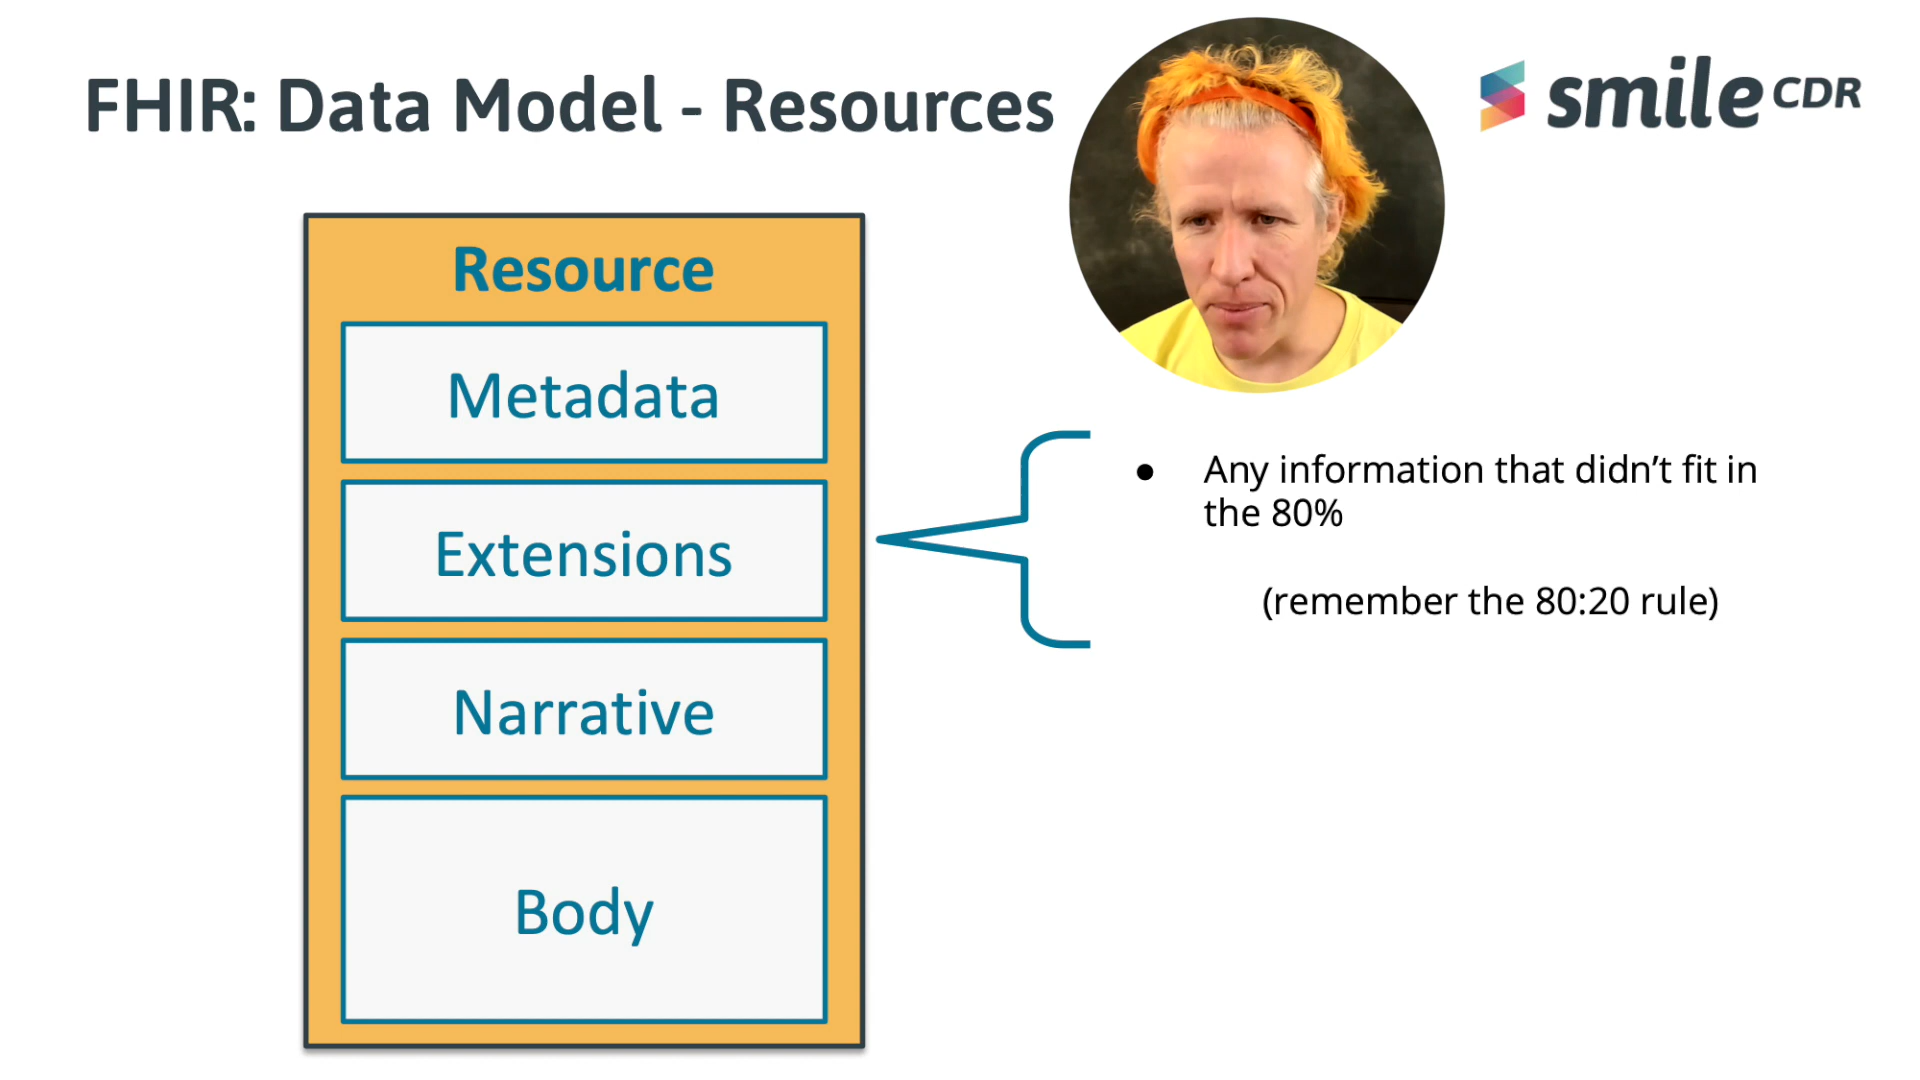 FHIR: Data Model - Resources
smile CDR
Resource
Metadata
Extensions
Narrative
Body
● Any information that didn’t fit in
the 80%
(remember the 80:20 rule)